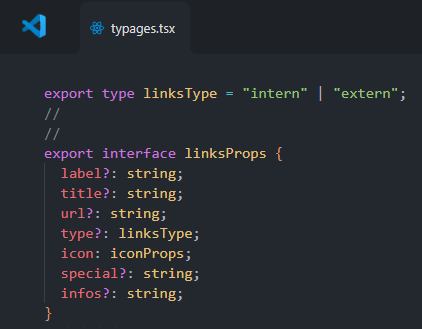 typages.tsx
export type linksType = "intern" | "extern";
//
//
export interface linksProps {
label?: string;
title?: string;
url?: string;
type?: linksType;
icon: iconProps;
special?: string;
infos?: string;
}